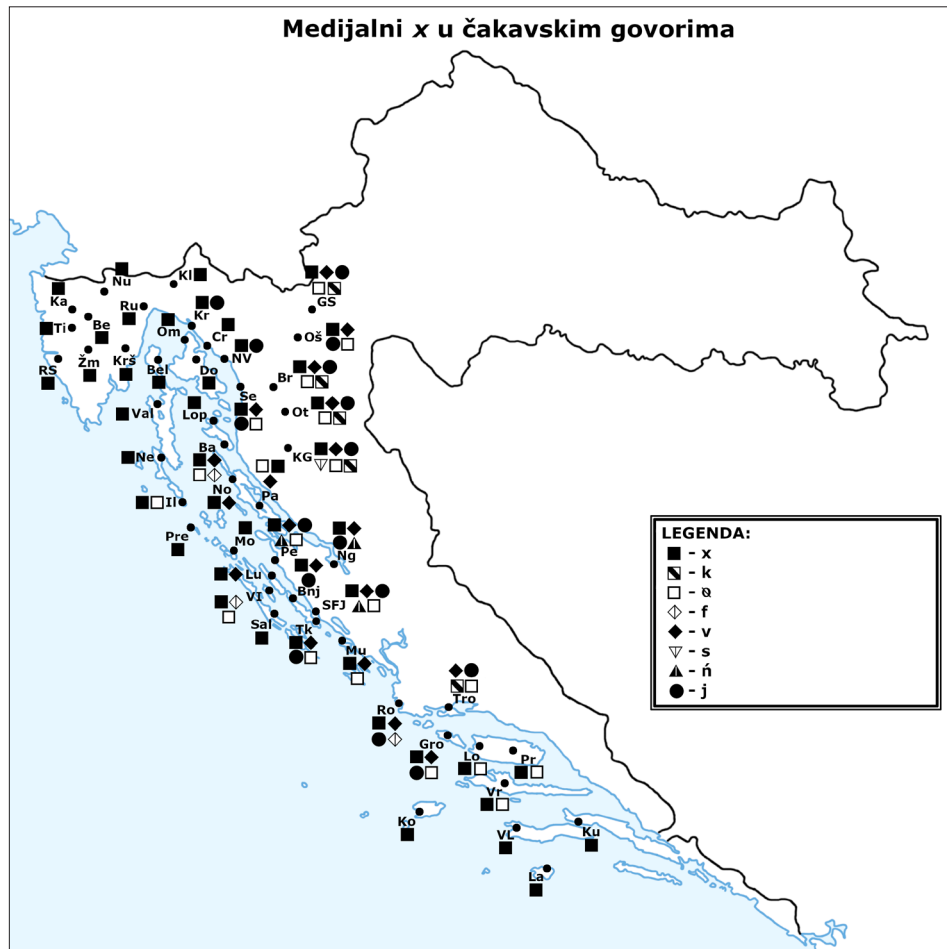 Medijalni x u čakavskim govorima
Nu
Kl
Ka
GS
Ru
Kr
Ti
Be
Om
Cr
Oš
NV
RS
Žm
Krš
Bel
Do
Br
Se
Val
Lop
Ot
Ba
KG
Ne
No
Pa
Il
Pre
Mo
Pe
Ng
Lu
VI
Bnj
SFJ
Sal
Tk
Mu
Tro
Ro
Gro
Lo
Pr
Vr
Ko
VL
Ku
La
LEGENDA:
- x
- k
- ⱺ
- f
- v
- s
- ń
- j